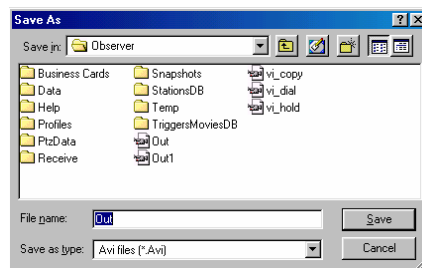 Save As
Save in: Observer
Business Cards
Data
Help
Profiles
PtzData
Receive
Snapshots
StationsDB
Temp
TriggersMoviesDB
Out
Out1
vi_copy
vi_dial
vi_hold
File name: Out
Save
Save as type: Avi files (*.Avi)
Cancel